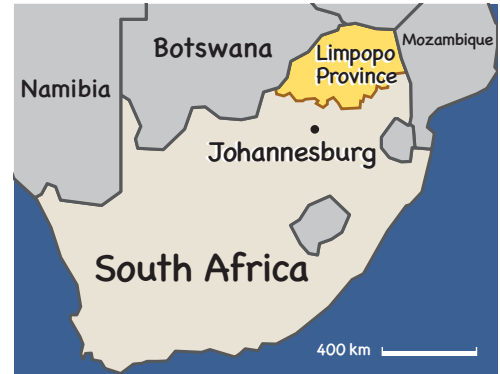 Botswana
Limpopo
Province
Mozambique
Namibia
Johannesburg
South Africa
400 km